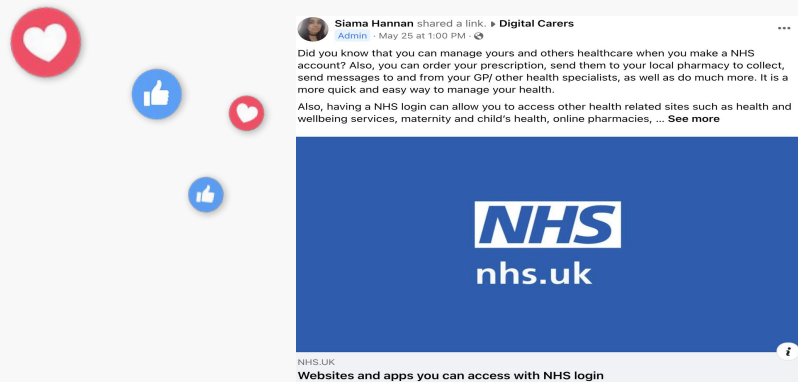 Siama Hannan shared a link. ▸ Digital Carers
Admin · May 25 at 1:00 PM ·
Did you know that you can manage yours and others healthcare when you make a NHS
account? Also, you can order your prescription, send them to your local pharmacy to collect,
send messages to and from your GP/ other health specialists, as well as do much more. It is a
more quick and easy way to manage your health.
Also, having a NHS login can allow you to access other health related sites such as health and
wellbeing services, maternity and child's health, online pharmacies, ... See more
NHS
nhs.uk
i
NHS.UK
Websites and apps you can access with NHS login